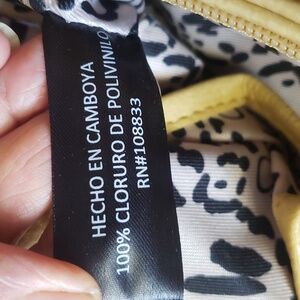 HECHO EN CAMBOYA
100% CLORURO DE POLIVINILO
RN#108833